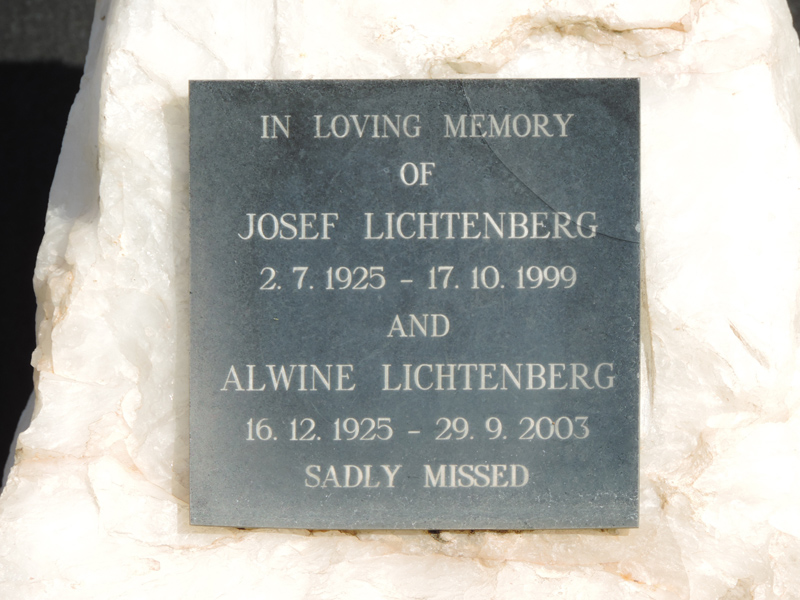 IN LOVING MEMORY
OF
JOSEF LICHTENBERG
2. 7. 1925 - 17. 10. 1999
AND
ALWINE LICHTENBERG
16. 12. 1925 - 29. 9. 2003
SADLY MISSED